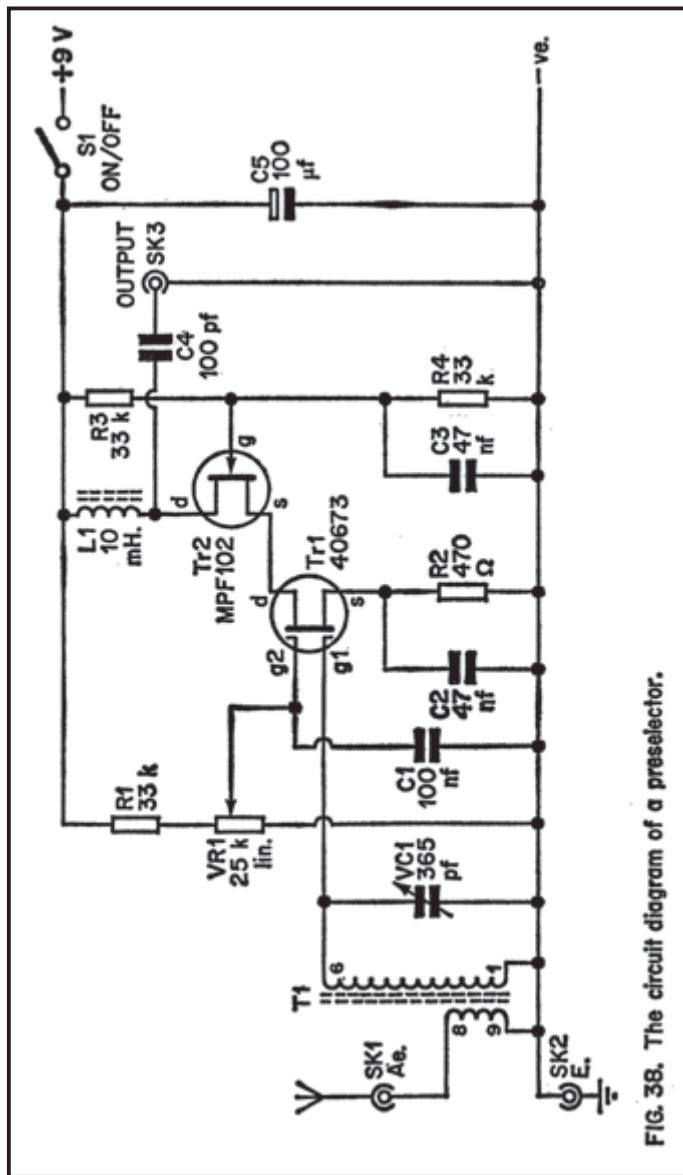 +9V
S1
ON/OFF
R1
33 k
VR1
25 k
lin.
L1
10
mH.
R3
33 k
OUTPUT
SK3
C4
100 pf
C5
100
µf
d
g
s
Tr2
MPF102
d
g2
g1
s
Tr1
40673
T1
6
1
8
9
VC1
365
pf
C1
100
nf
C2
47
nf
R2
470
Ω
C3
47
nf
R4
33
k
SK1
Ae.
SK2
E.
-ve.
FIG. 38. The circuit diagram of a preselector.